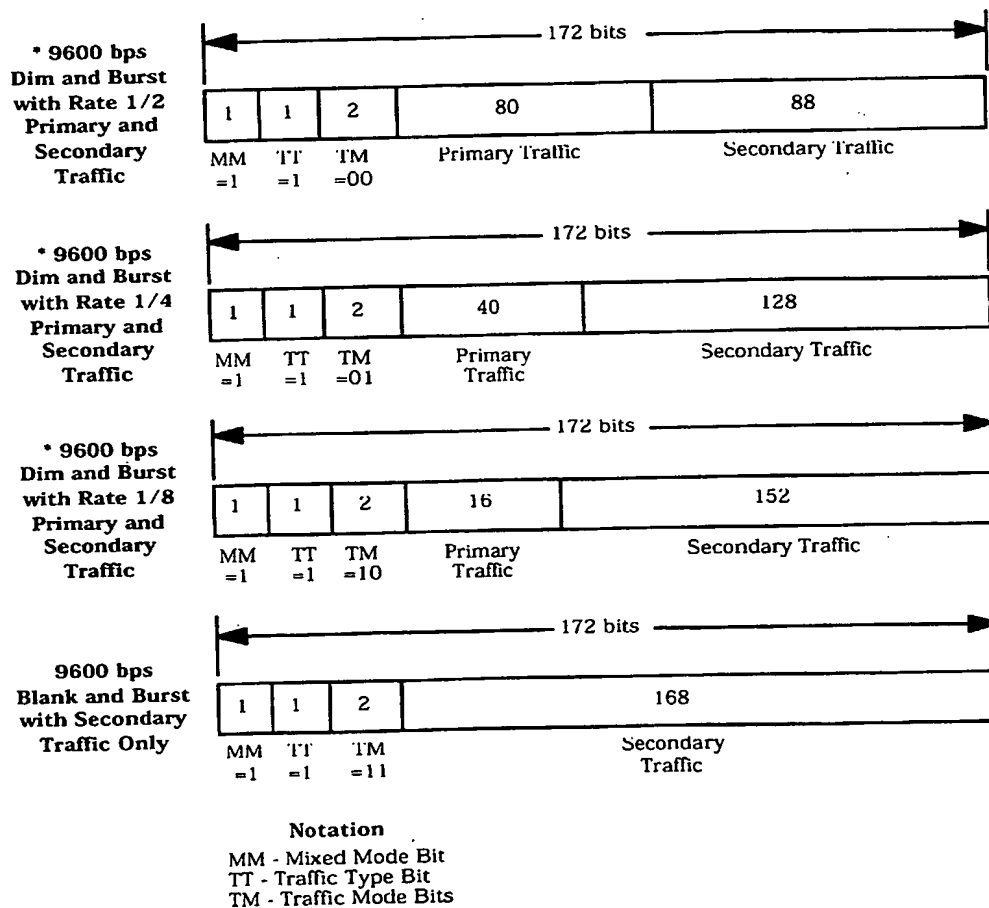 172 bits
* 9600 bps
Dim and Burst
with Rate 1/2
Primary and
Secondary
Traffic
1 1 2 80 88
MM TT TM Primary Traffic Secondary Traffic
=1 =1 =00
172 bits
* 9600 bps
Dim and Burst
with Rate 1/4
Primary and
Secondary
Traffic
1 1 2 40 128
MM TT TM Primary Secondary Traffic
=1 =1 =01 Traffic
172 bits
* 9600 bps
Dim and Burst
with Rate 1/8
Primary and
Secondary
Traffic
1 1 2 16 152
MM TT TM Primary Secondary Traffic
=1 =1 =10 Traffic
172 bits
9600 bps
Blank and Burst
with Secondary
Traffic Only
1 1 2 168
MM TT TM Secondary
=1 =1 =11 Traffic
Notation
MM - Mixed Mode Bit
TT - Traffic Type Bit
TM - Traffic Mode Bits